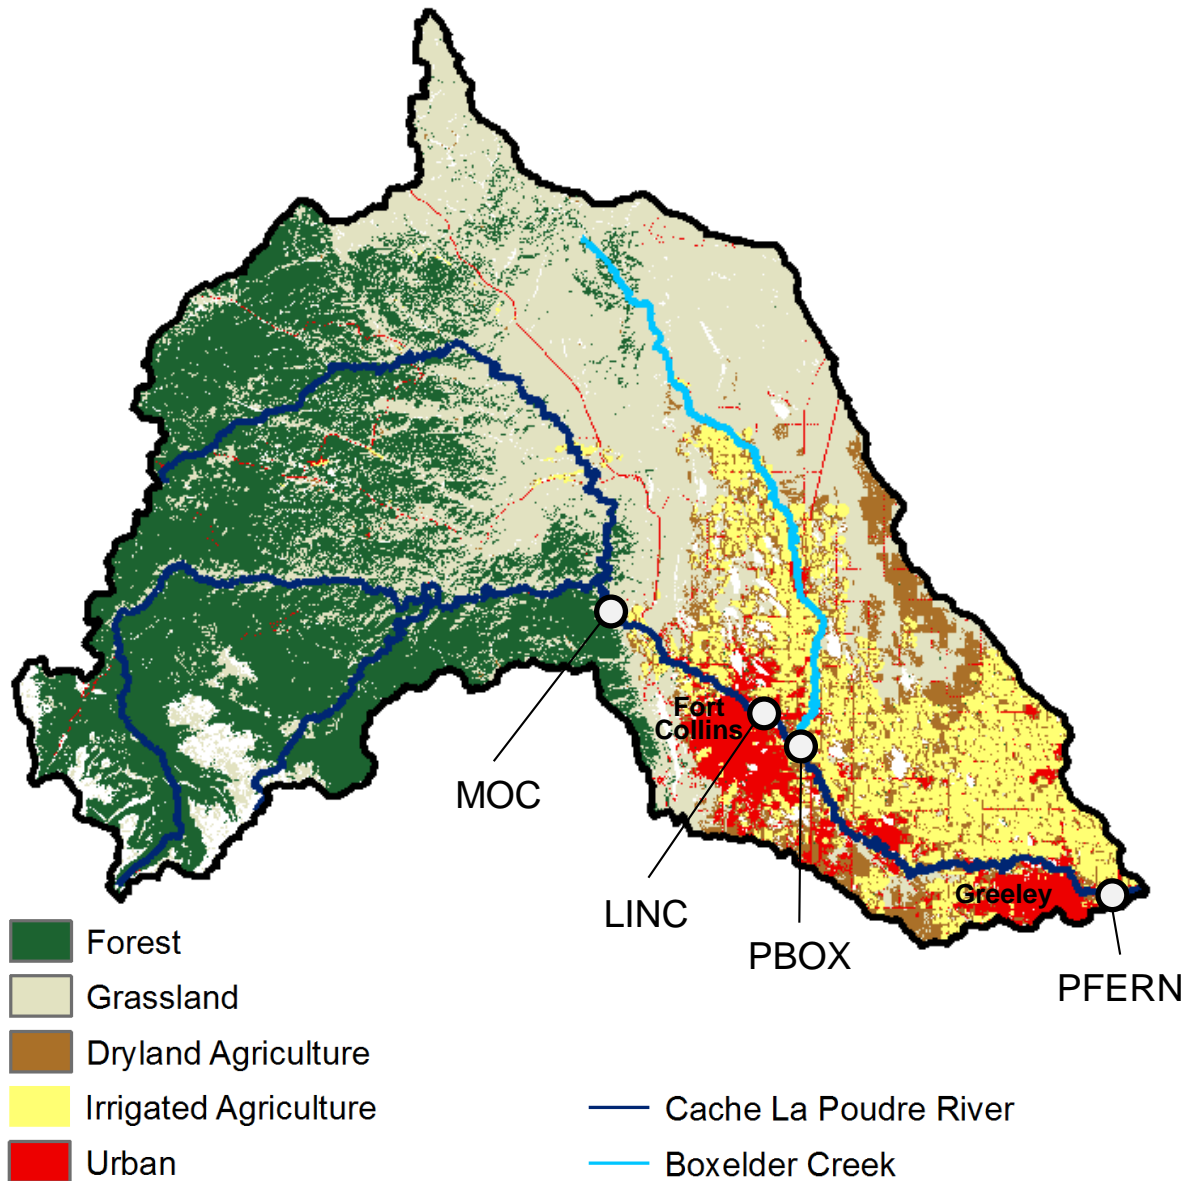 Fort
Collins
MOC
LINC
Greeley
PBOX
PFERN
Forest
Grassland
Dryland Agriculture
Irrigated Agriculture
Urban
Cache La Poudre River
Boxelder Creek